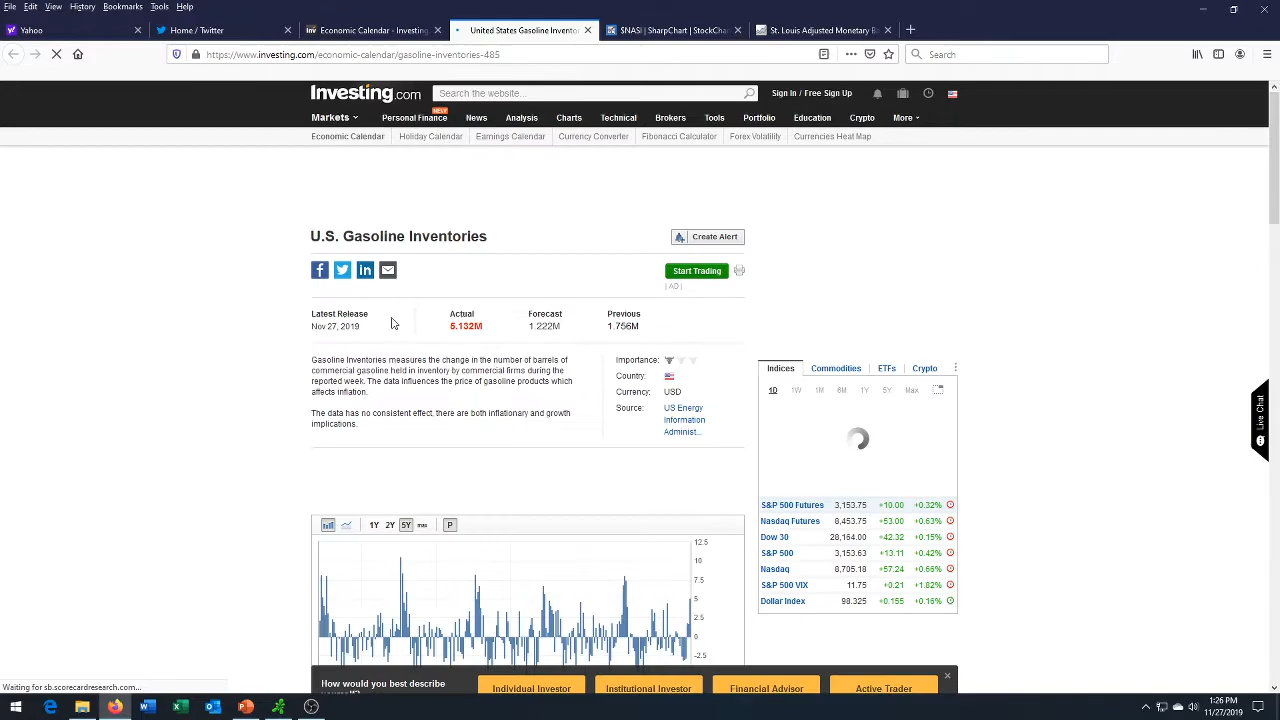 File Edit View History Bookmarks Tools Help
Yahoo
Home / Twitter
Economic Calendar - Investing.
United States Gasoline Inventor
$NASI | SharpChart | StockChar
St. Louis Adjusted Monetary Ba
https://www.investing.com/economic-calendar/gasoline-inventories-485
Search
Investing.com
Search the website...
Sign In / Free Sign Up
NEW
Markets Personal Finance News Analysis Charts Technical Brokers Tools Portfolio Education Crypto More
Economic Calendar Holiday Calendar Earnings Calendar Currency Converter Fibonacci Calculator Forex Volatility Currencies Heat Map
U.S. Gasoline Inventories
Create Alert
Start Trading
| AD |
Latest Release Actual Forecast Previous
Nov 27, 2019 5.132M 1.222M 1.756M
Gasoline Inventories measures the change in the number of barrels of
commercial gasoline held in inventory by commercial firms during the
reported week. The data influences the price of gasoline products which
affects inflation.
The data has no consistent effect, there are both inflationary and growth
implications.
Importance:
Country:
Currency: USD
Source: US Energy
Information
Administ...
Indices Commodities ETFs Crypto
1D 1W 1M 6M 1Y 5Y Max
S&P 500 Futures 3,153.75 +10.00 +0.32%
Nasdaq Futures 8,453.75 +53.00 +0.63%
Dow 30 28,164.00 +42.32 +0.15%
S&P 500 3,153.63 +13.11 +0.42%
Nasdaq 8,705.18 +57.24 +0.66%
S&P 500 VIX 11.75 +0.21 +1.82%
Dollar Index 98.325 +0.155 +0.16%
Live Chat
1Y 2Y 5Y max P
12.5
10
7.5
5
2.5
0
-2.5
How would you best describe
Individual Investor
Institutional Investor
Financial Advisor
Active Trader
Waiting for sb.scorecardresearch.com...
1:26 PM
11/27/2019